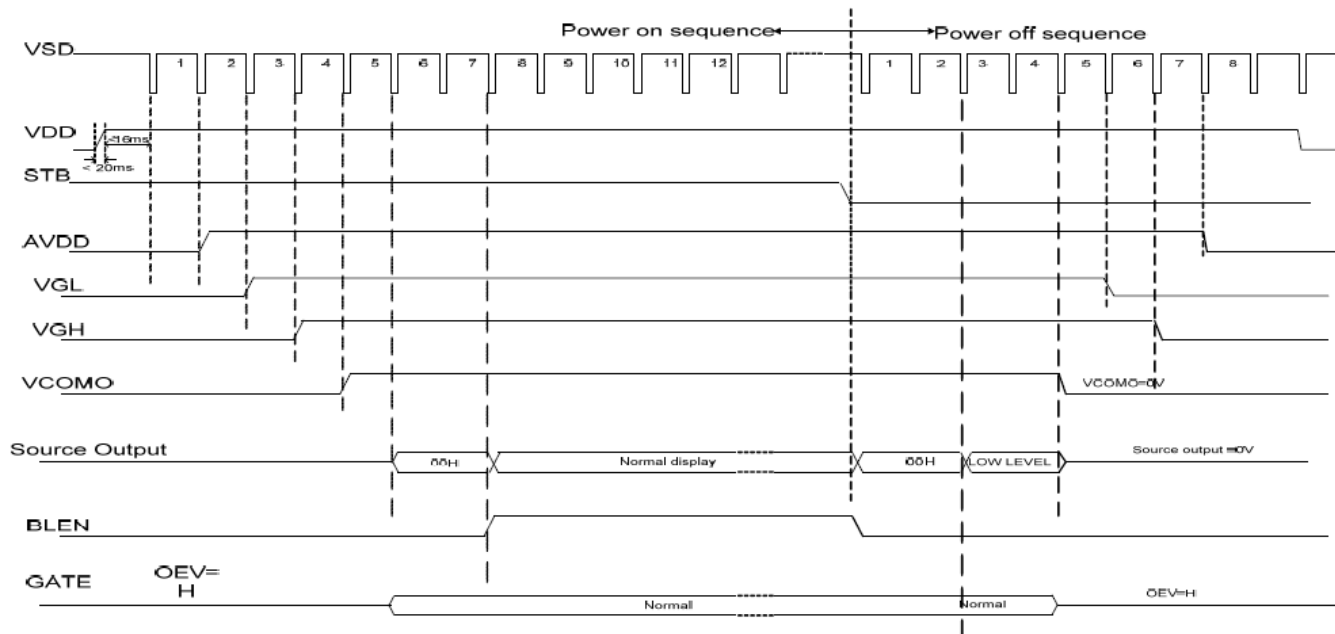 Power on sequence
Power off sequence
VSD
1 2 3 4 5 6 7 8 9 10 11 12 1 2 3 4 5 6 7 8
VDD
<16ms
< 20ms
STB
AVDD
VGL
VGH
VCOMO
VCOMO=0V
Source Output
00H
Normal display
00H
LOW LEVEL
Source output =0V
BLEN
GATE
OEV=
H
Normal
Normal
OEV=H